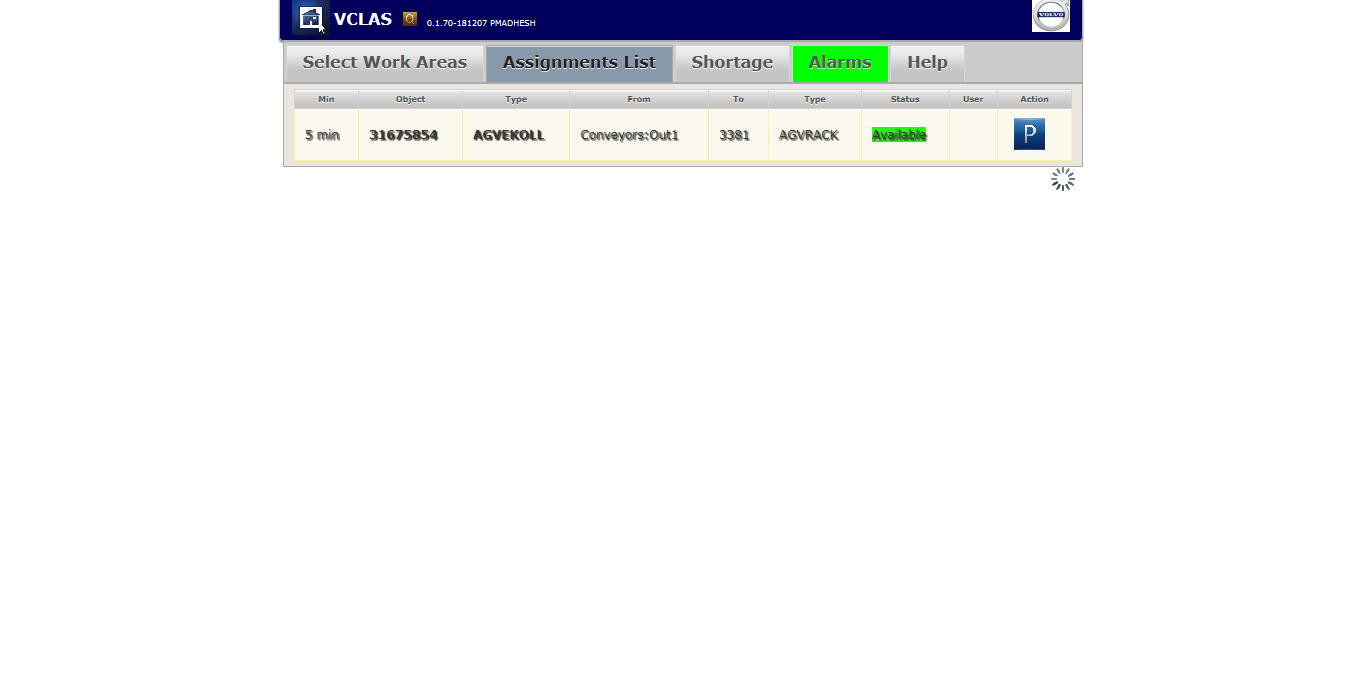 VCLAS α 0.1.70-181207 PMADHESH
VOLVO
Select Work Areas Assignments List Shortage Alarms Help
Min Object Type From To Type Status User Action
5 min 31675854 AGVEKOLL Conveyors:Out1 3381 AGVRACK Available P